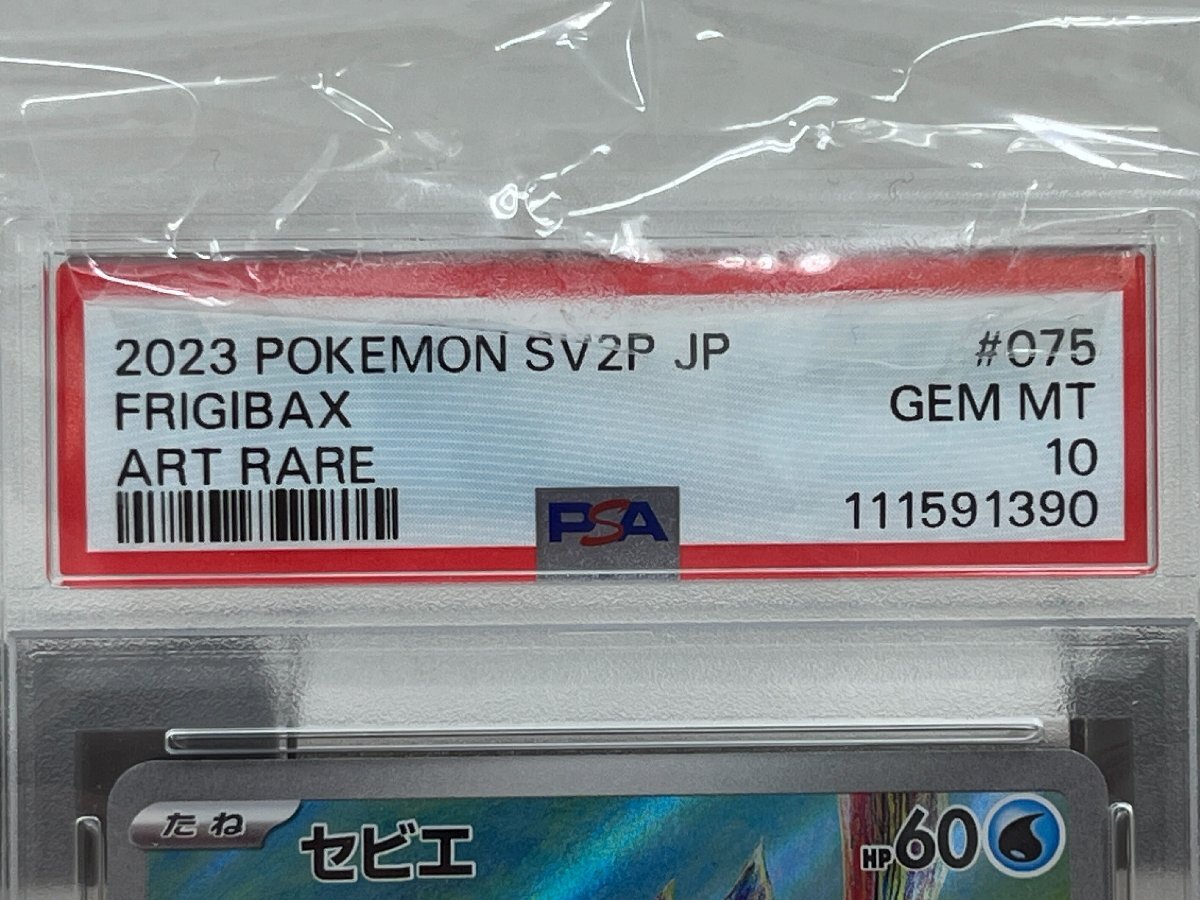 2023 POKEMON SV2P JP #075
FRIGIBAX GEM MT
ART RARE 10
PSA 111591390
たね セビエ HP60